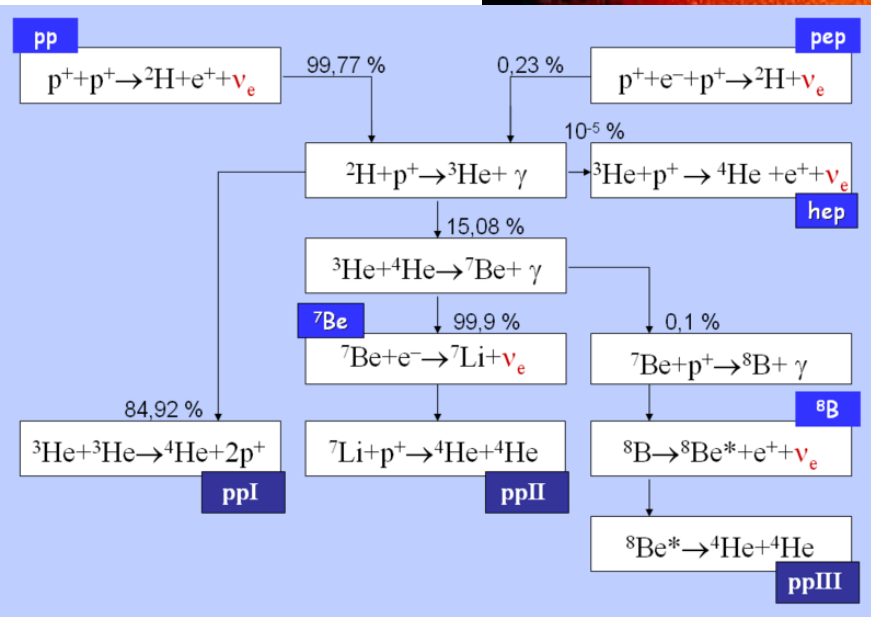 pp
pep
p⁺+p⁺→²H+e⁺+νₑ
99,77 %
0,23 %
p⁺+e⁻+p⁺→²H+νₑ
10⁻⁵ %
²H+p⁺→³He+ γ
³He+p⁺→ ⁴He +e⁺+νₑ
hep
15,08 %
³He+⁴He→⁷Be+ γ
⁷Be
99,9 %
0,1 %
⁷Be+e⁻→⁷Li+νₑ
⁷Be+p⁺→⁸B+ γ
84,92 %
⁸B
³He+³He→⁴He+2p⁺
⁷Li+p⁺→⁴He+⁴He
⁸B→⁸Be*+e⁺+νₑ
ppI
ppII
⁸Be*→⁴He+⁴He
ppIII